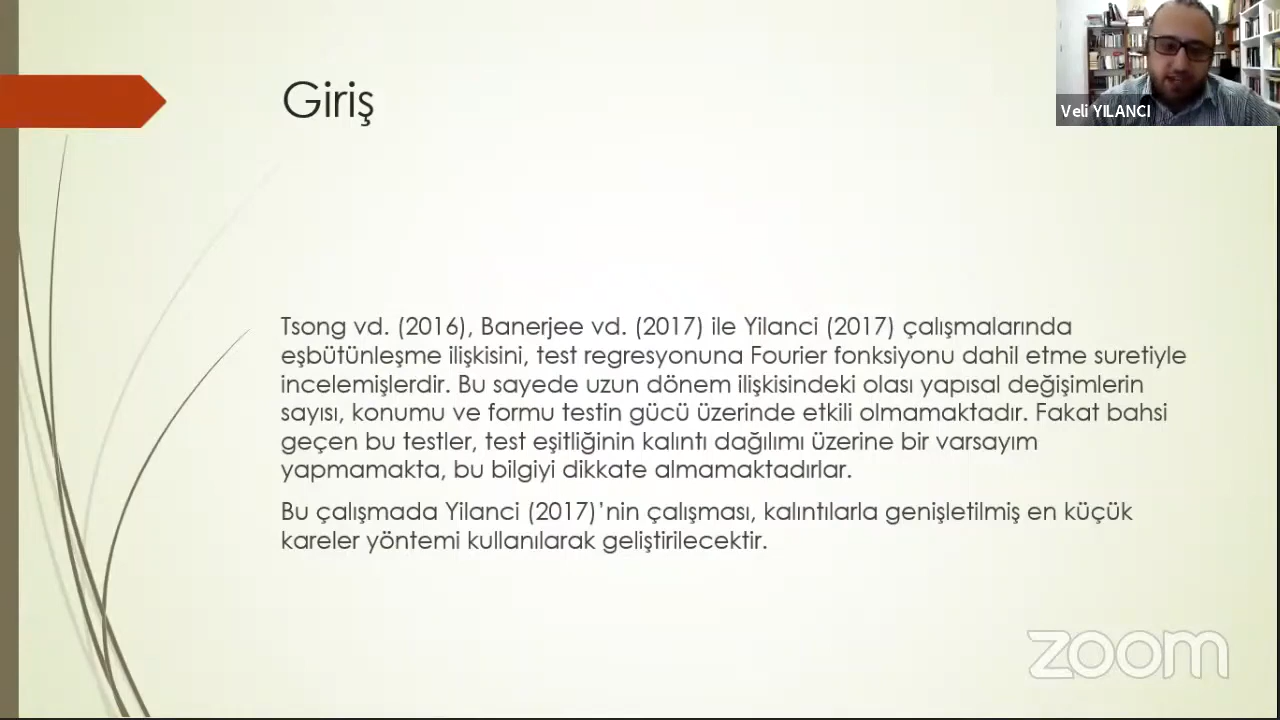 Giriş
Veli YILANCI
Tsong vd. (2016), Banerjee vd. (2017) ile Yilanci (2017) çalışmalarında
eşbütünleşme ilişkisini, test regresyonuna Fourier fonksiyonu dahil etme suretiyle
incelemişlerdir. Bu sayede uzun dönem ilişkisindeki olası yapısal değişimlerin
sayısı, konumu ve formu testin gücü üzerinde etkili olmamaktadır. Fakat bahsi
geçen bu testler, test eşitliğinin kalıntı dağılımı üzerine bir varsayım
yapmamakta, bu bilgiyi dikkate almamaktadırlar.
Bu çalışmada Yilanci (2017)'nin çalışması, kalıntılarla genişletilmiş en küçük
kareler yöntemi kullanılarak geliştirilecektir.
zoom